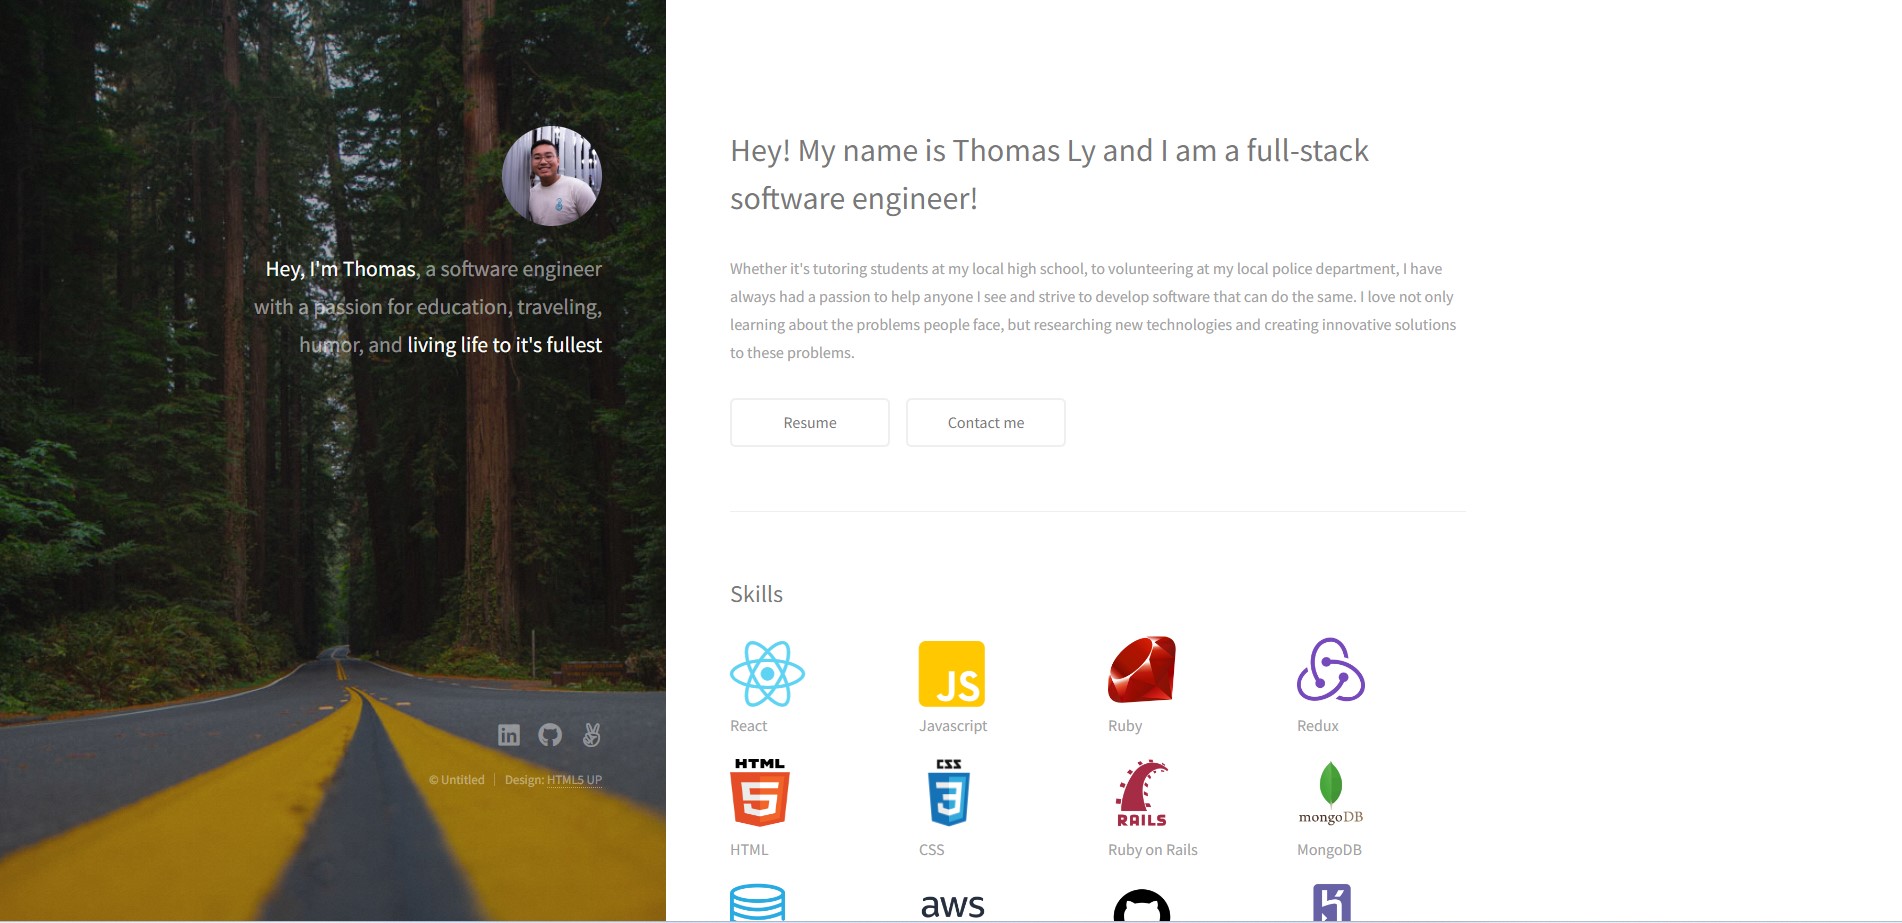 Hey, I'm Thomas, a software engineer
with a passion for education, traveling,
humor, and living life to it's fullest
© Untitled | Design: HTML5 UP
Hey! My name is Thomas Ly and I am a full-stack
software engineer!
Whether it's tutoring students at my local high school, to volunteering at my local police department, I have
always had a passion to help anyone I see and strive to develop software that can do the same. I love not only
learning about the problems people face, but researching new technologies and creating innovative solutions
to these problems.
Resume
Contact me
Skills
JS
React
Javascript
Ruby
Redux
HTML
5
CSS
3
RAILS
mongoDB
HTML
CSS
Ruby on Rails
MongoDB
aws